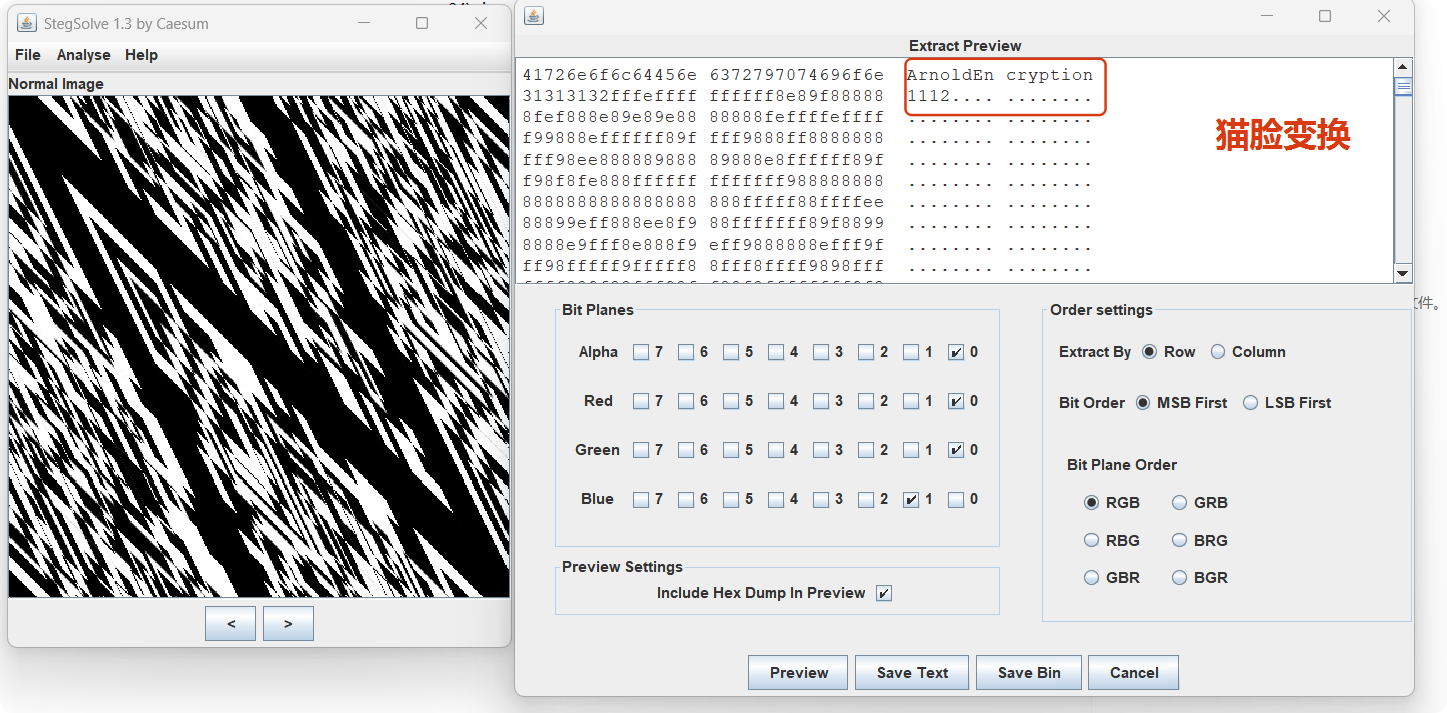 StegSolve 1.3 by Caesum
File Analyse Help
Normal Image
< >
Extract Preview
41726e6f6c64456e 6372797074696f6e ArnoldEn cryption
31313132fffeffff ffffff8e89f88888 1112.... ........
8fef888e89e89e88 88888feffffeffff ........ ........
f99888effffff89f fff9888ff8888888 ........ ........
fff98ee888889888 89888e8ffffff89f ........ ........
f98f8fe888ffffff fffffff988888888 ........ ........
8888888888888888 888fffff88ffffee ........ ........
88899eff888ee8f9 88fffffff89f8899 ........ ........
8888e9fff8e888f9 eff9888888efff9f ........ ........
ff98fffff9fffff8 8fff8ffff9898fff ........ ........
猫脸变换
件。
Bit Planes
Alpha 7 6 5 4 3 2 1 0
Red 7 6 5 4 3 2 1 0
Green 7 6 5 4 3 2 1 0
Blue 7 6 5 4 3 2 1 0
Preview Settings
Include Hex Dump In Preview
Order settings
Extract By Row Column
Bit Order MSB First LSB First
Bit Plane Order
RGB GRB
RBG BRG
GBR BGR
Preview Save Text Save Bin Cancel